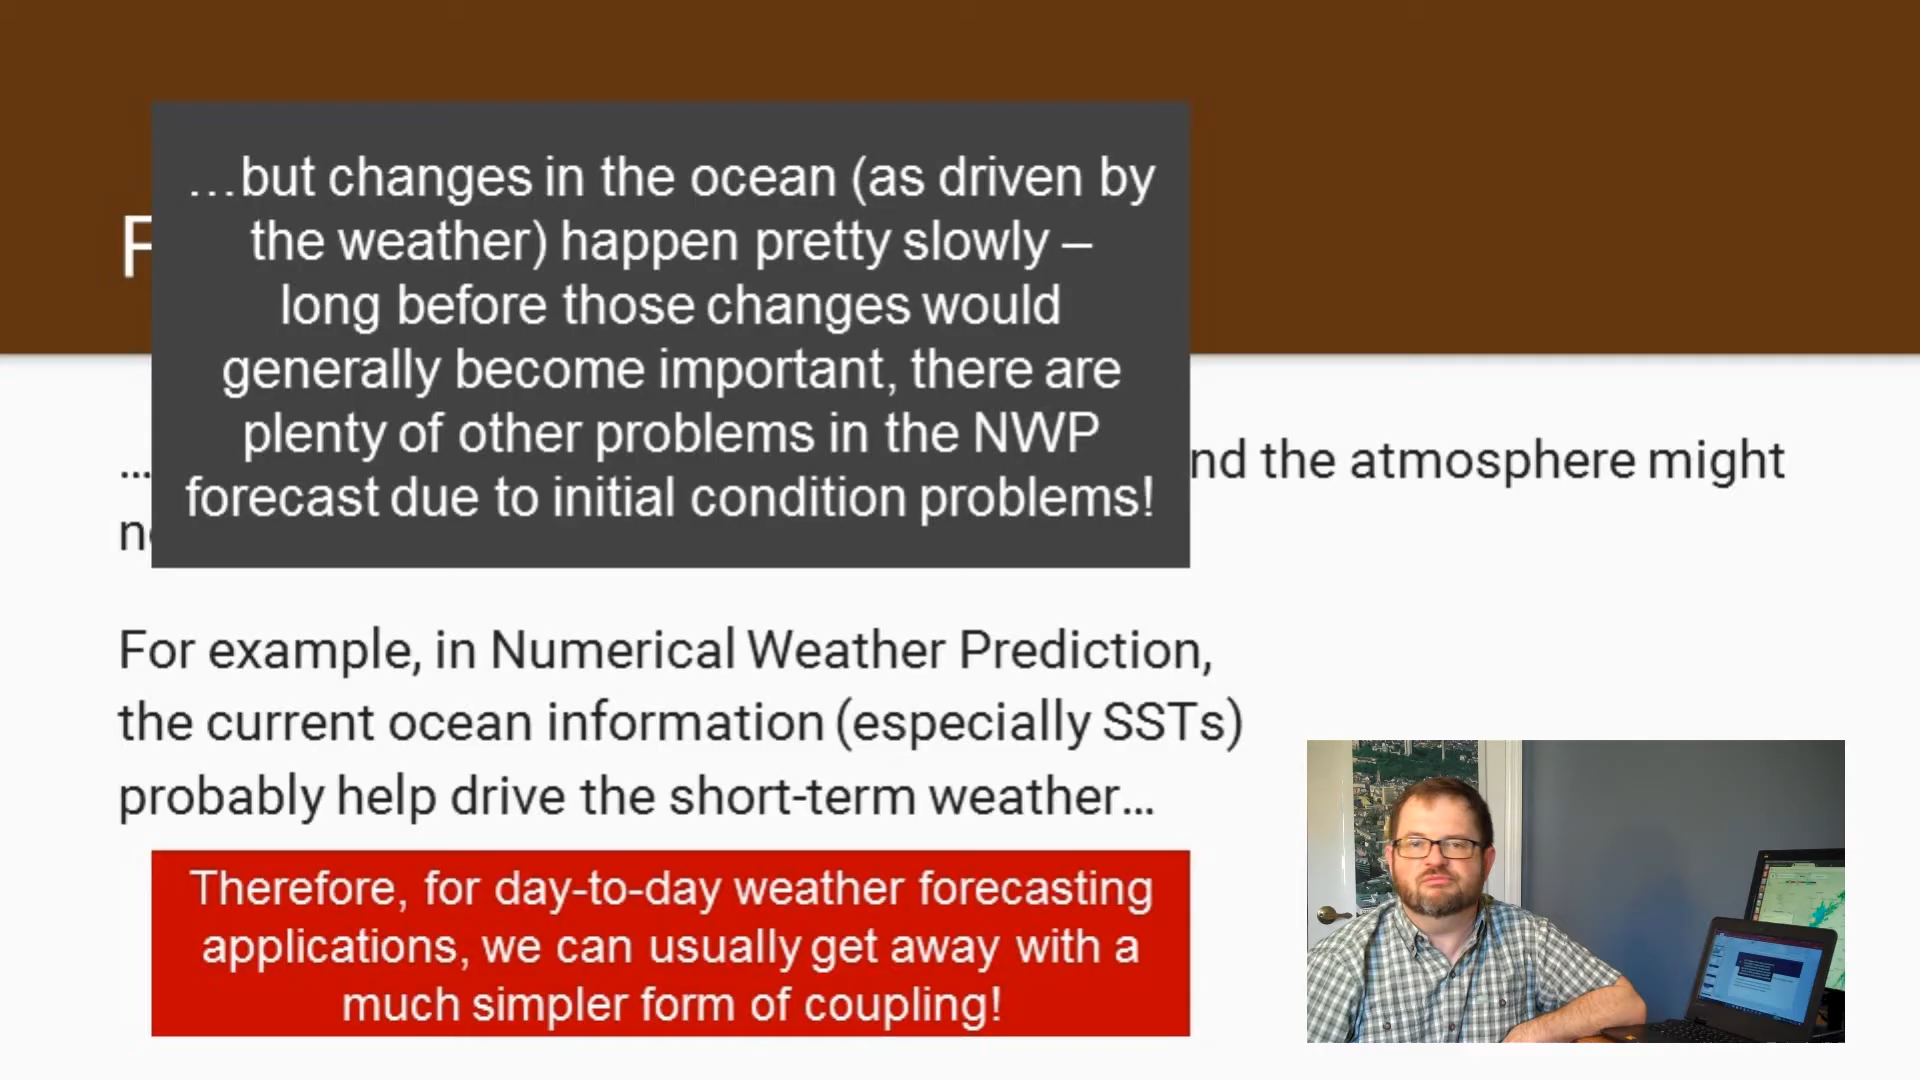 …but changes in the ocean (as driven by
the weather) happen pretty slowly –
long before those changes would
generally become important, there are
plenty of other problems in the NWP
forecast due to initial condition problems!
… the atmosphere might
For example, in Numerical Weather Prediction,
the current ocean information (especially SSTs)
probably help drive the short-term weather…
Therefore, for day-to-day weather forecasting
applications, we can usually get away with a
much simpler form of coupling!